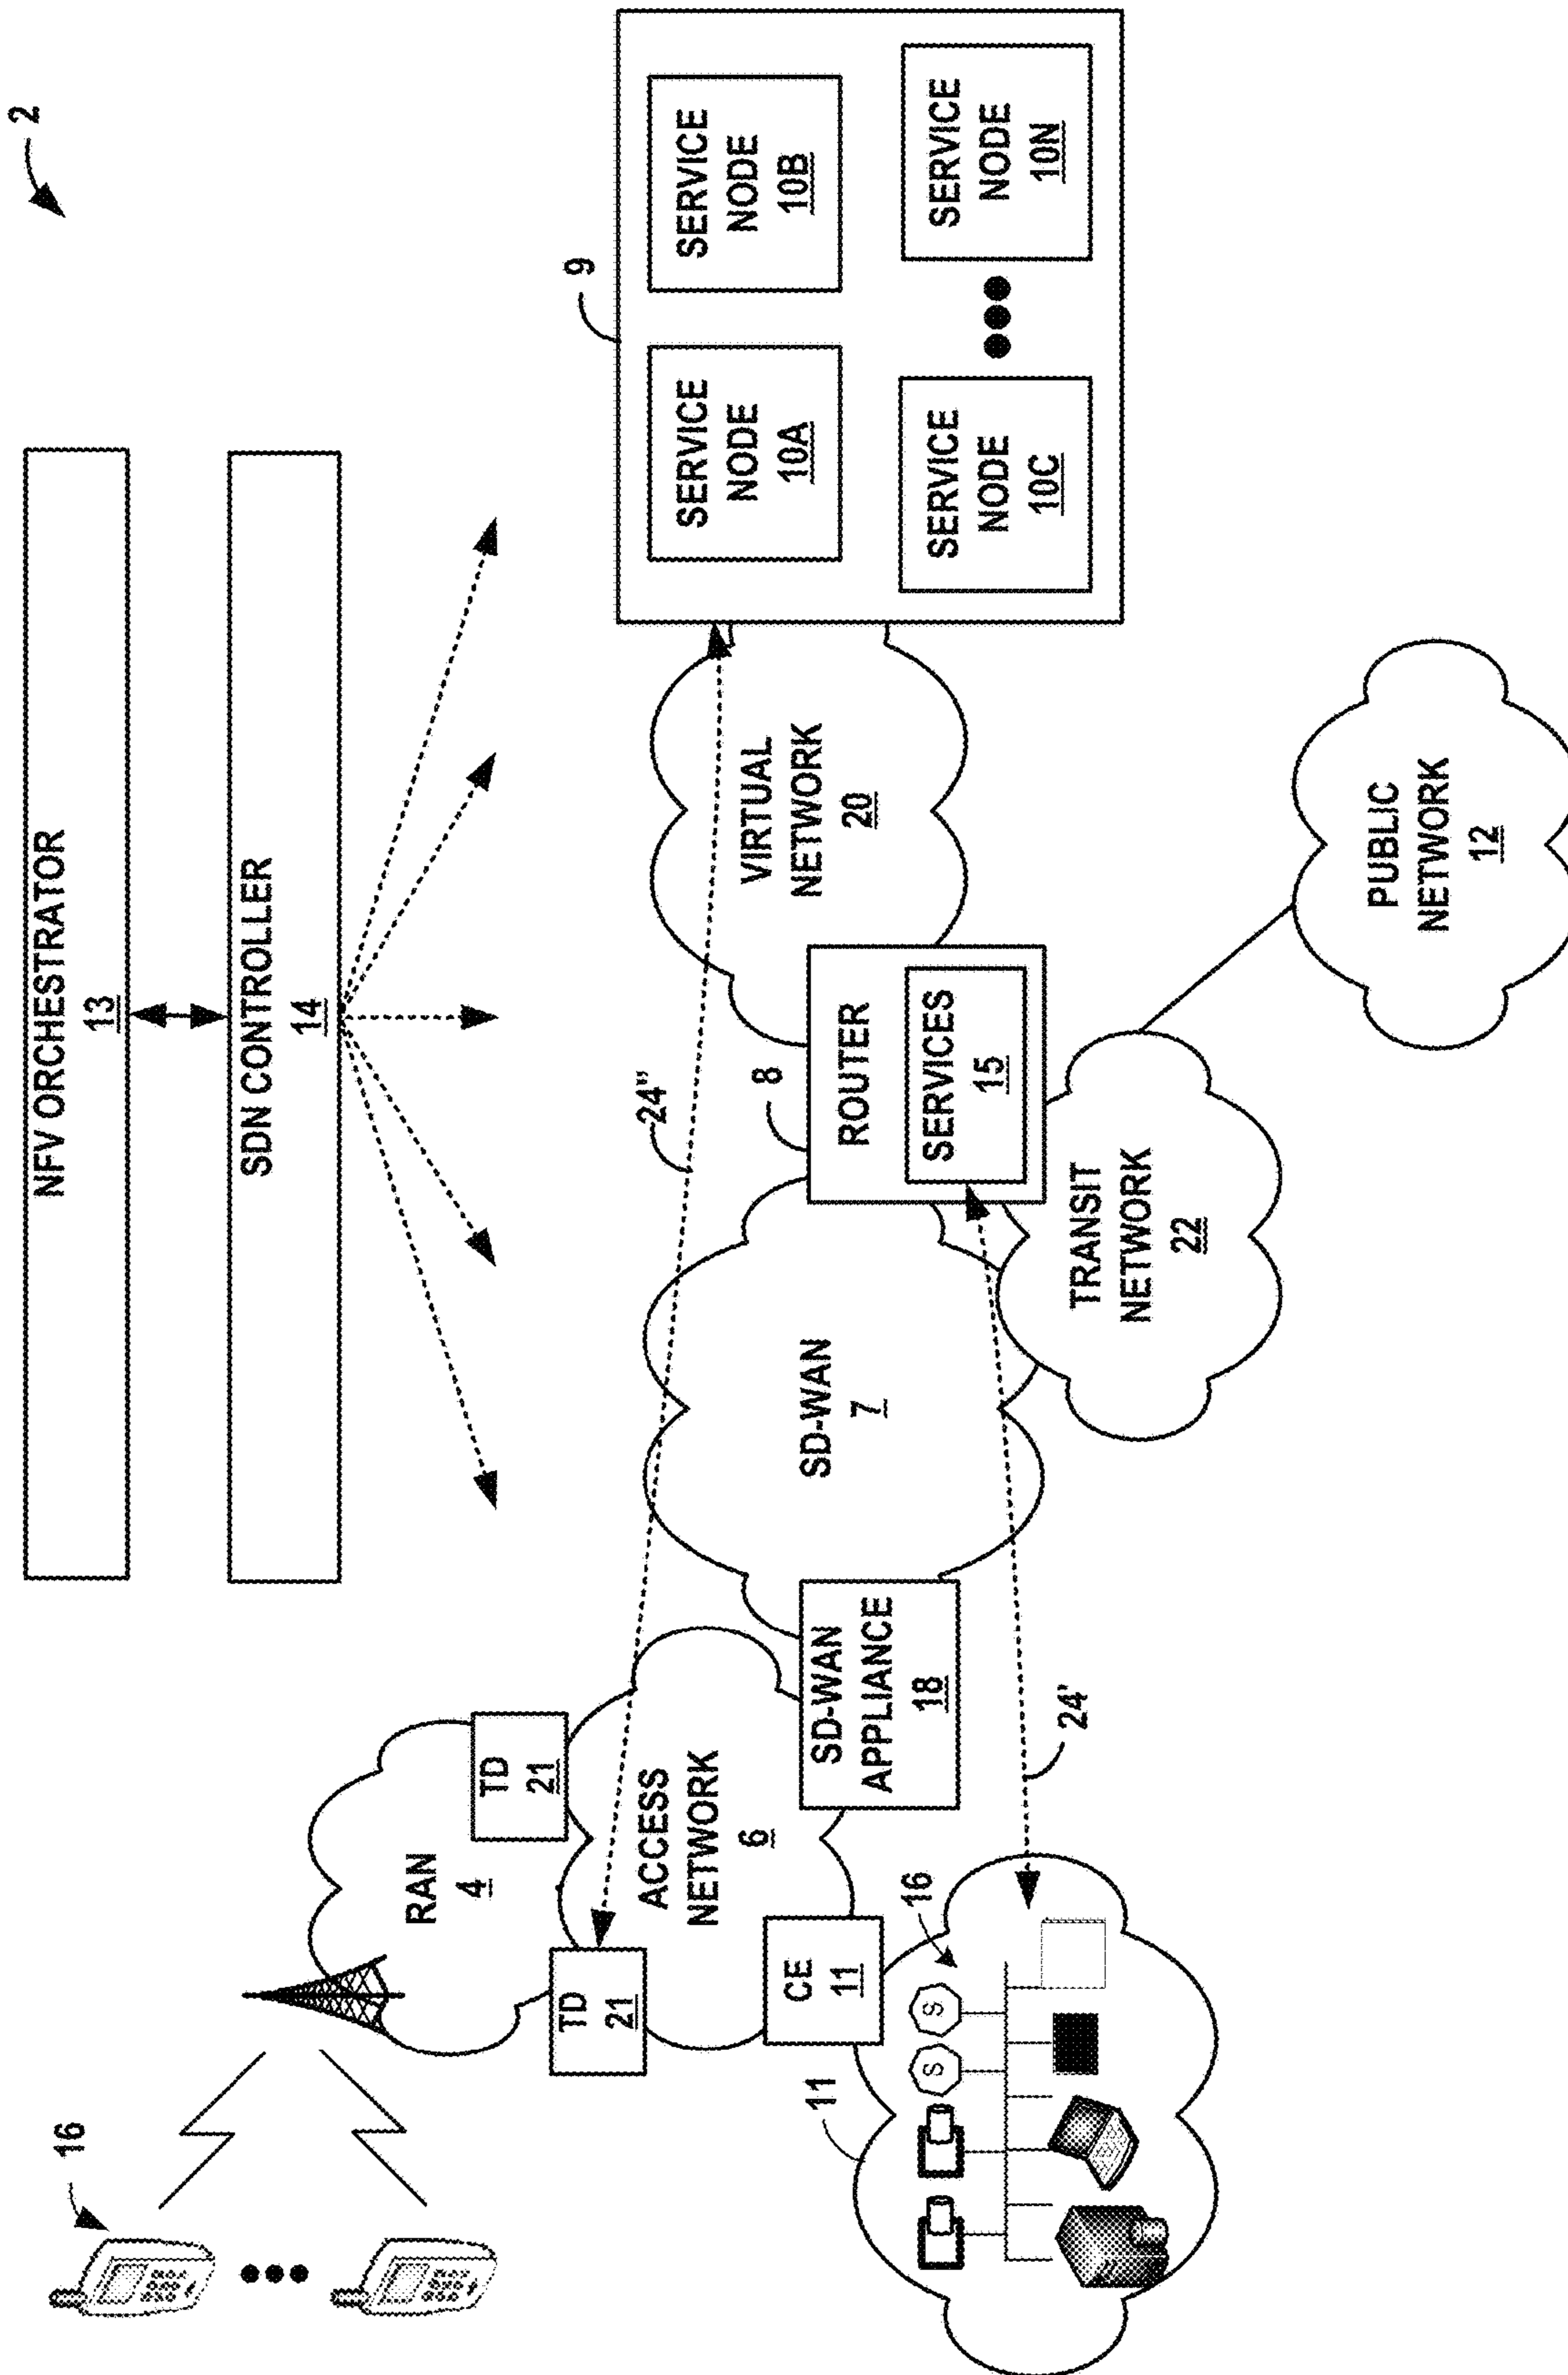 2
NFV ORCHESTRATOR
13
SDN CONTROLLER
14
16
RAN
4
TD
21
TD
21
ACCESS
NETWORK
6
24"
9
SERVICE
NODE
10A
SERVICE
NODE
10B
SERVICE
NODE
10C
SERVICE
NODE
10N
VIRTUAL
NETWORK
20
8
ROUTER
SERVICES
15
SD-WAN
7
SD-WAN
APPLIANCE
18
CE
11
11
16
S
S
24'
TRANSIT
NETWORK
22
PUBLIC
NETWORK
12